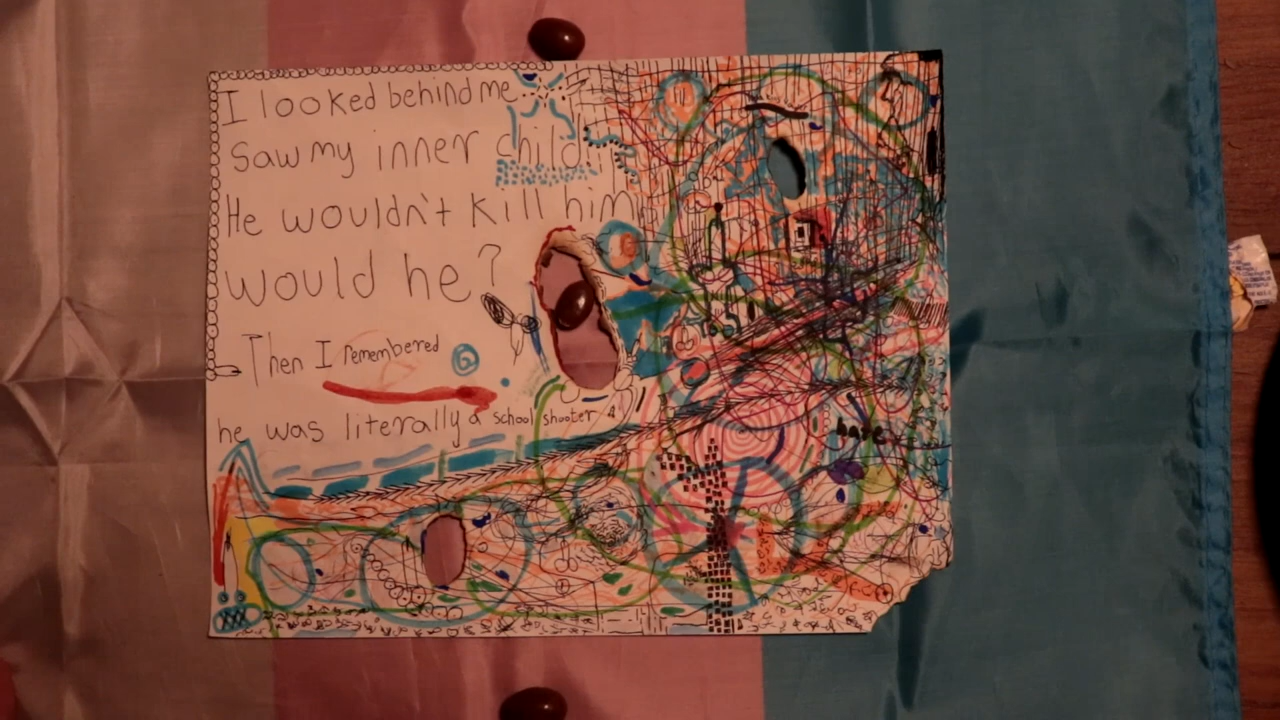 I looked behind me
Saw my inner child
He wouldn't kill him
would he?
Then I remembered
he was literally a school shooter